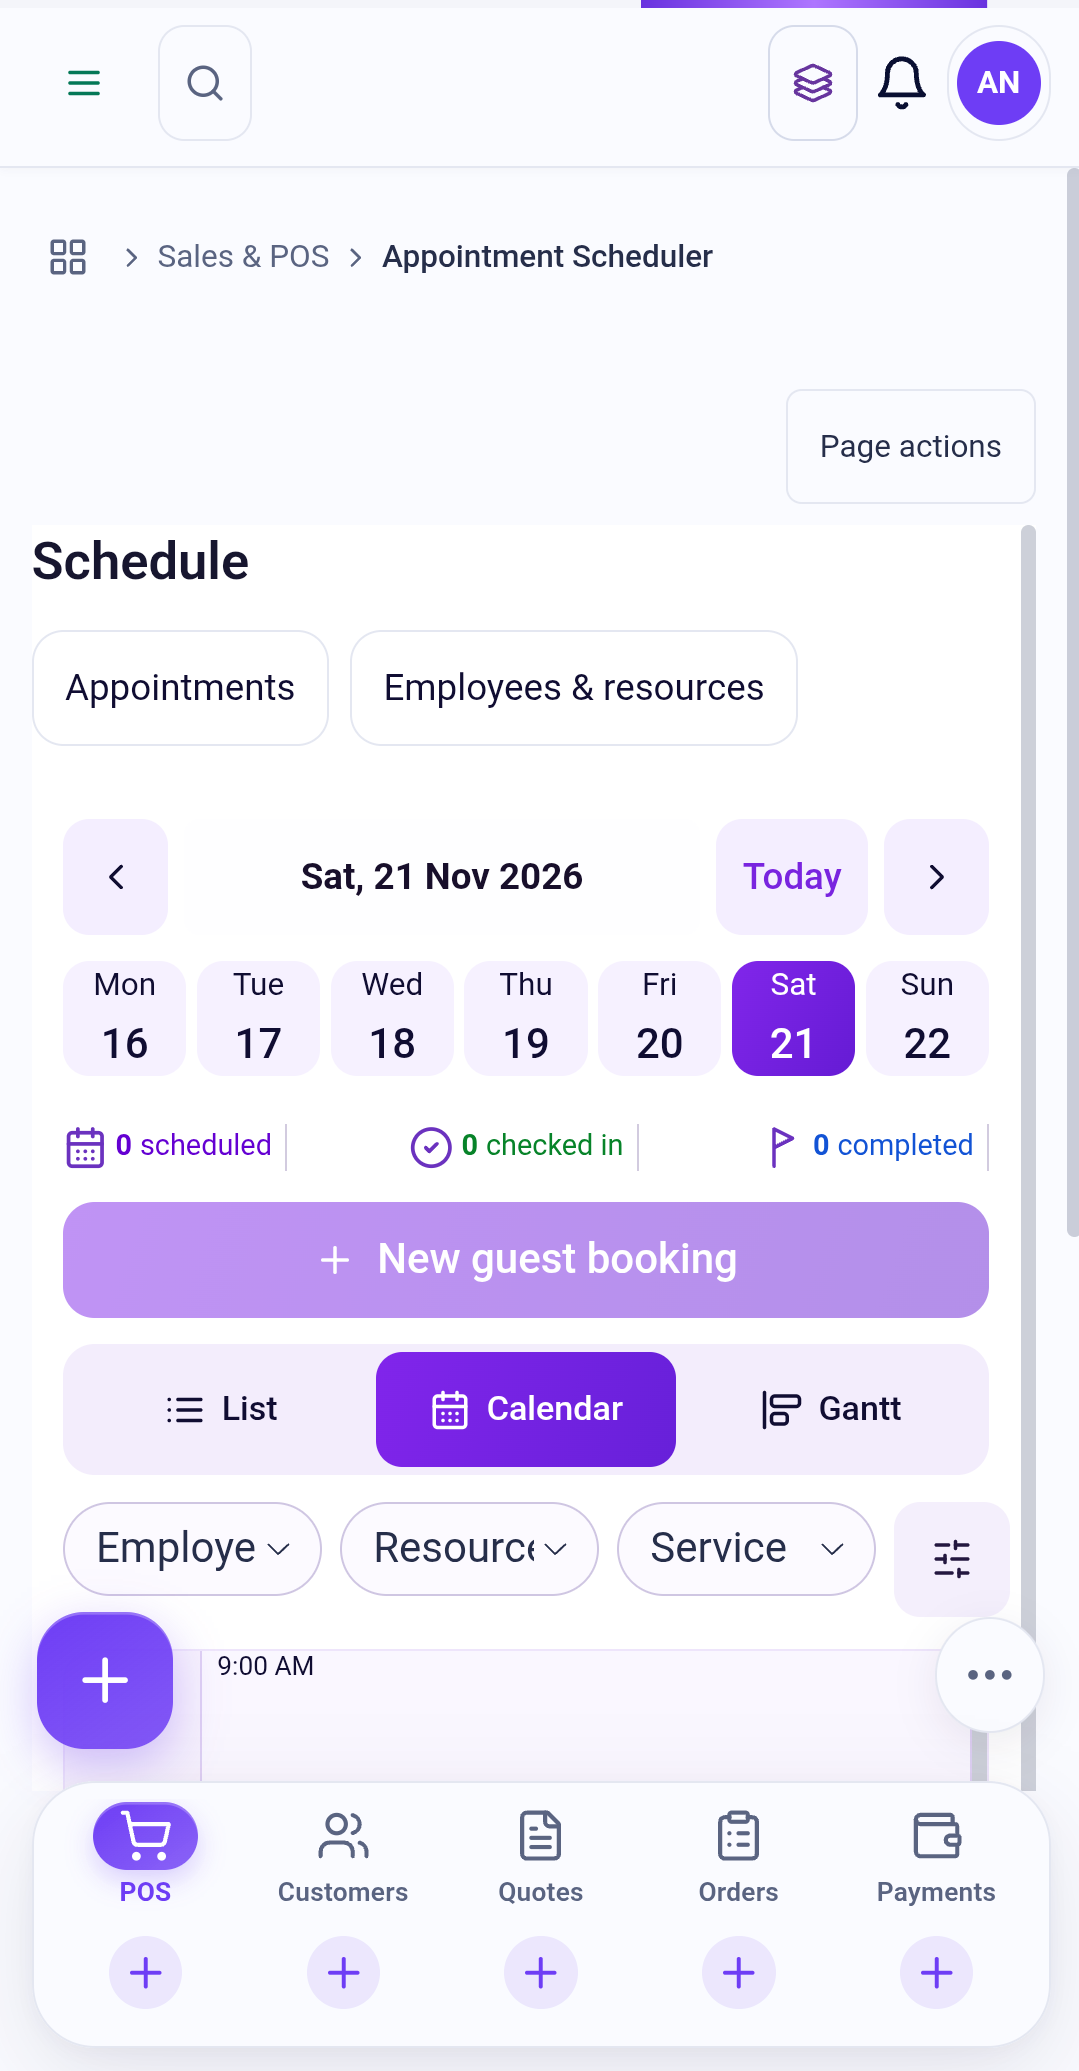 AN
Sales & POS
Appointment Scheduler
Page actions
Schedule
Appointments
Employees & resources
Sat, 21 Nov 2026
Today
Mon Tue Wed Thu Fri Sat Sun
16 17 18 19 20 21 22
0 scheduled
0 checked in
0 completed
New guest booking
List
Calendar
Gantt
Employe
Resource
Service
9:00 AM
POS
Customers
Quotes
Orders
Payments